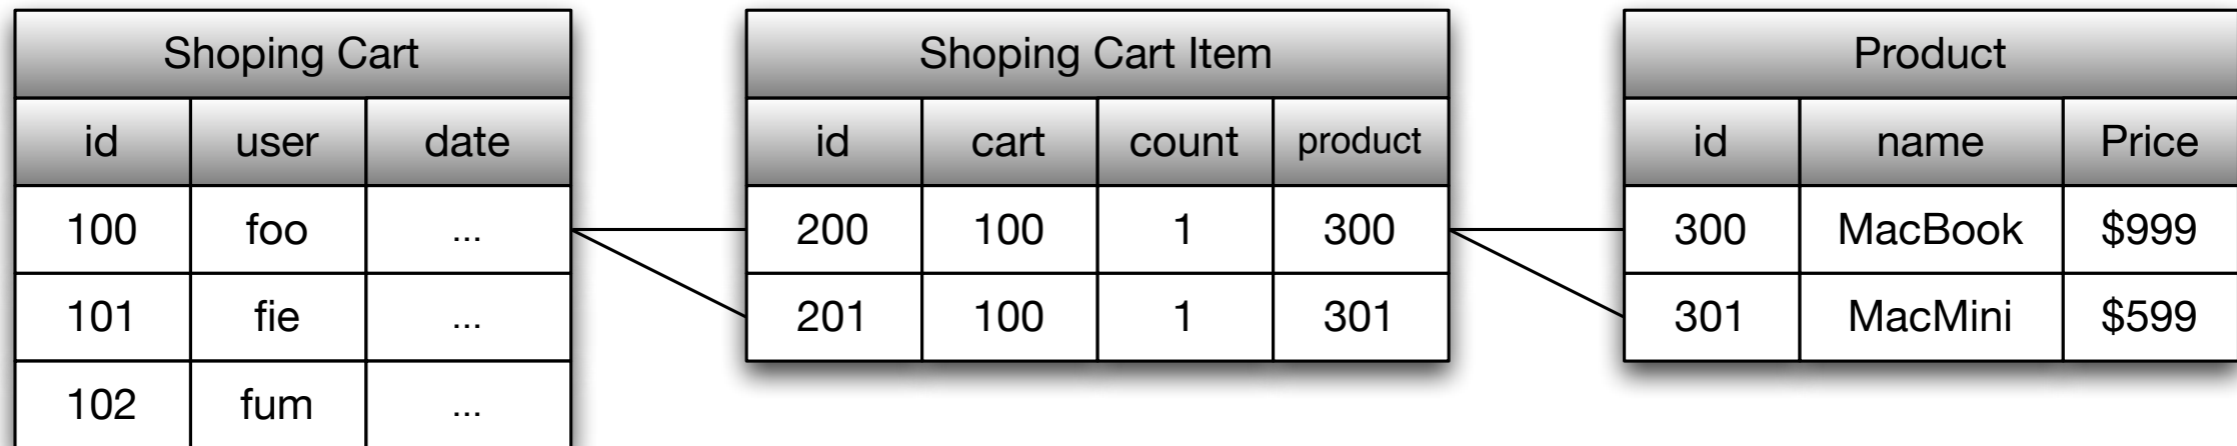 Shoping Cart
id user date
100 foo ...
101 fie ...
102 fum ...
Shoping Cart Item
id cart count product
200 100 1 300
201 100 1 301
Product
id name Price
300 MacBook $999
301 MacMini $599